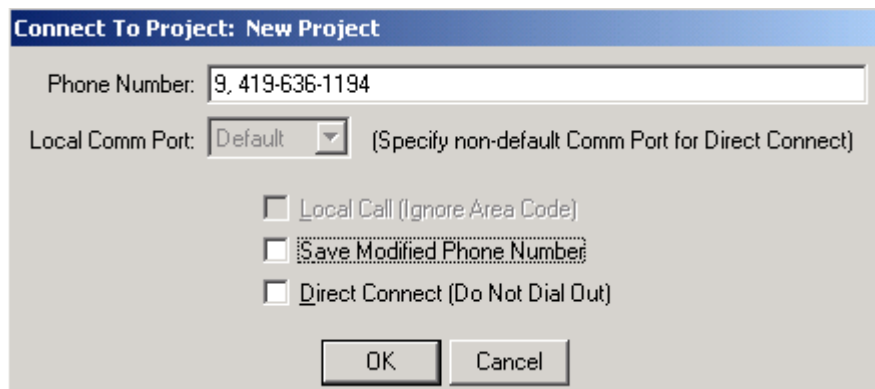 Connect To Project: New Project
Phone Number: 9, 419-636-1194
Local Comm Port: Default (Specify non-default Comm Port for Direct Connect)
Local Call (Ignore Area Code)
Save Modified Phone Number
Direct Connect (Do Not Dial Out)
OK Cancel